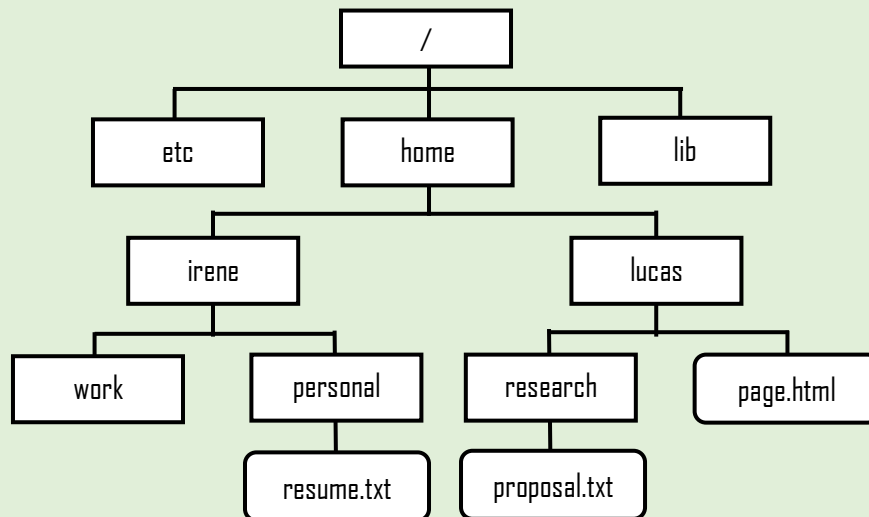 /
etc
home
lib
irene
lucas
work
personal
research
page.html
resume.txt
proposal.txt